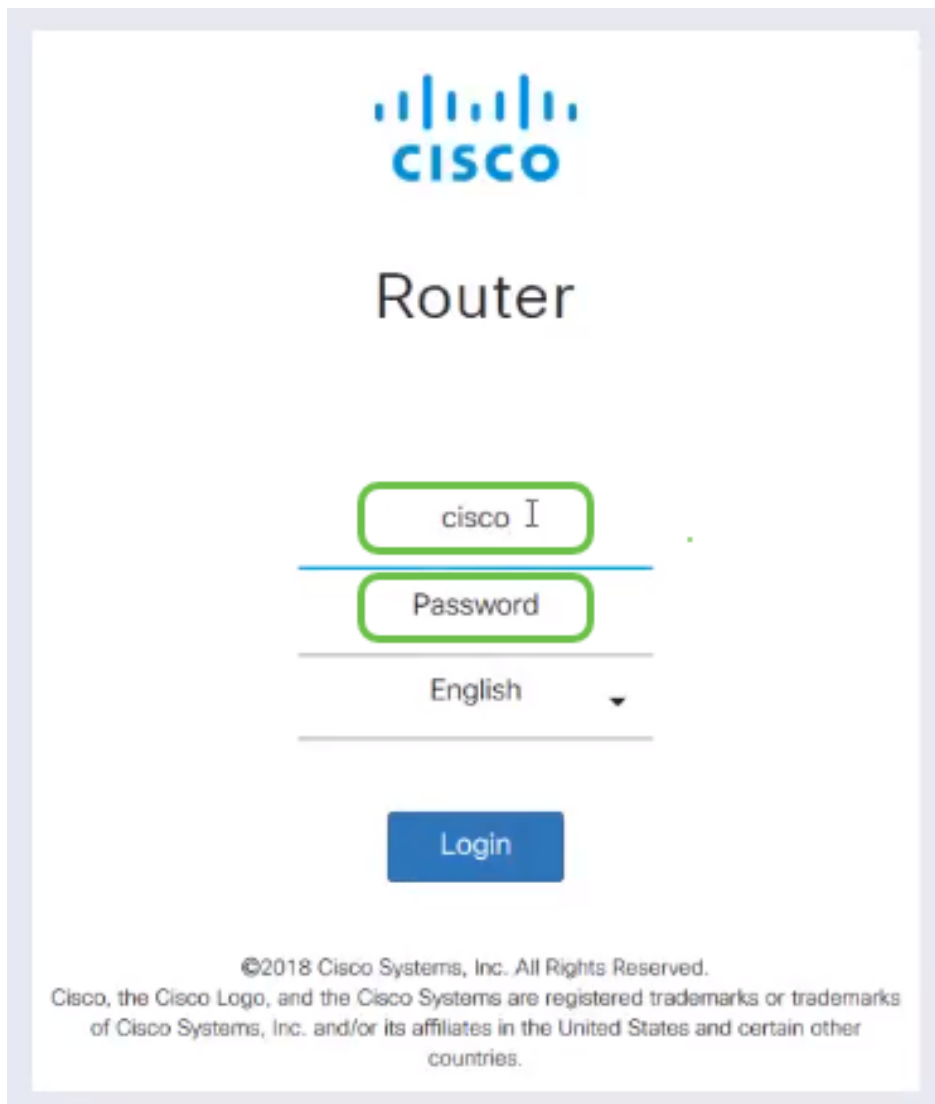 CISCO
Router
cisco
Password
English
Login
©2018 Cisco Systems, Inc. All Rights Reserved.
Cisco, the Cisco Logo, and the Cisco Systems are registered trademarks or trademarks
of Cisco Systems, Inc. and/or its affiliates in the United States and certain other
countries.